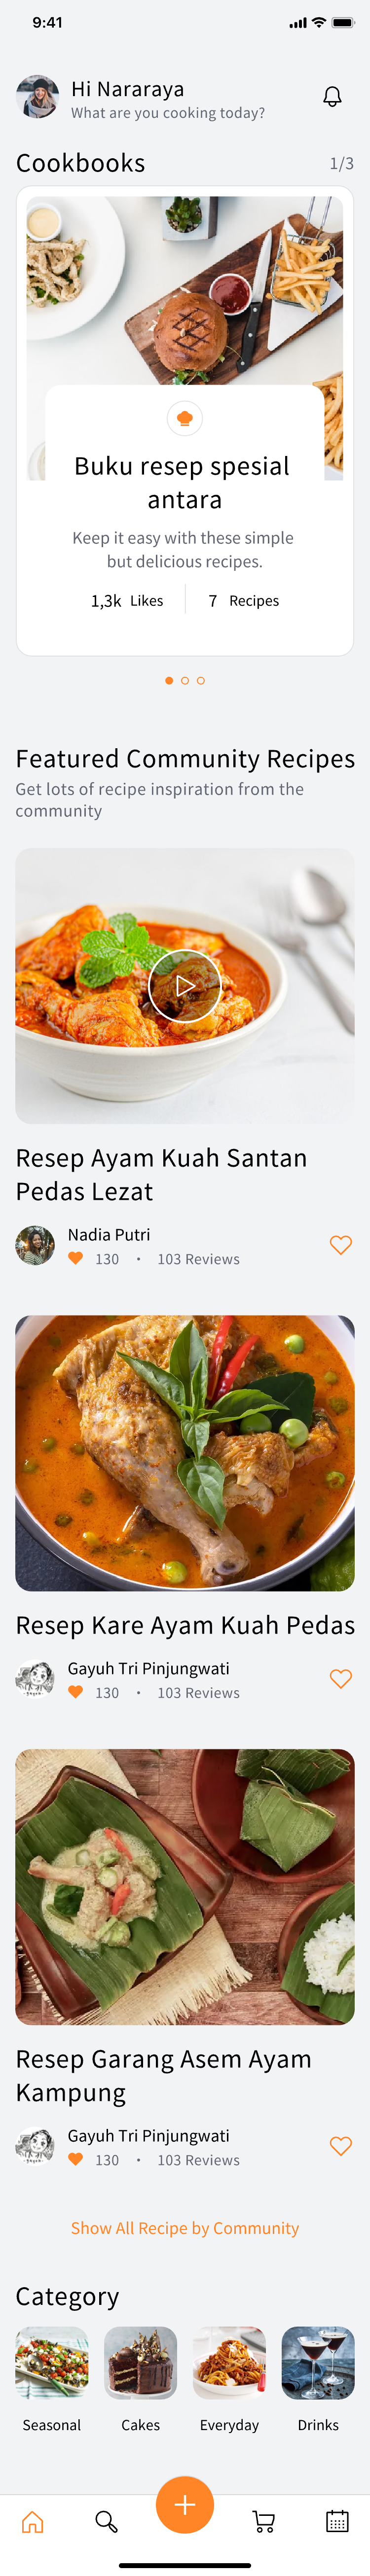 9:41
Hi Nararaya
What are you cooking today?
Cookbooks
1/3
Buku resep spesial
antara
Keep it easy with these simple
but delicious recipes.
1,3k Likes
7 Recipes
Featured Community Recipes
Get lots of recipe inspiration from the
community
Resep Ayam Kuah Santan
Pedas Lezat
Nadia Putri
130 • 103 Reviews
Resep Kare Ayam Kuah Pedas
Gayuh Tri Pinjungwati
130 • 103 Reviews
Resep Garang Asem Ayam
Kampung
Gayuh Tri Pinjungwati
130 • 103 Reviews
Show All Recipe by Community
Category
Seasonal
Cakes
Everyday
Drinks